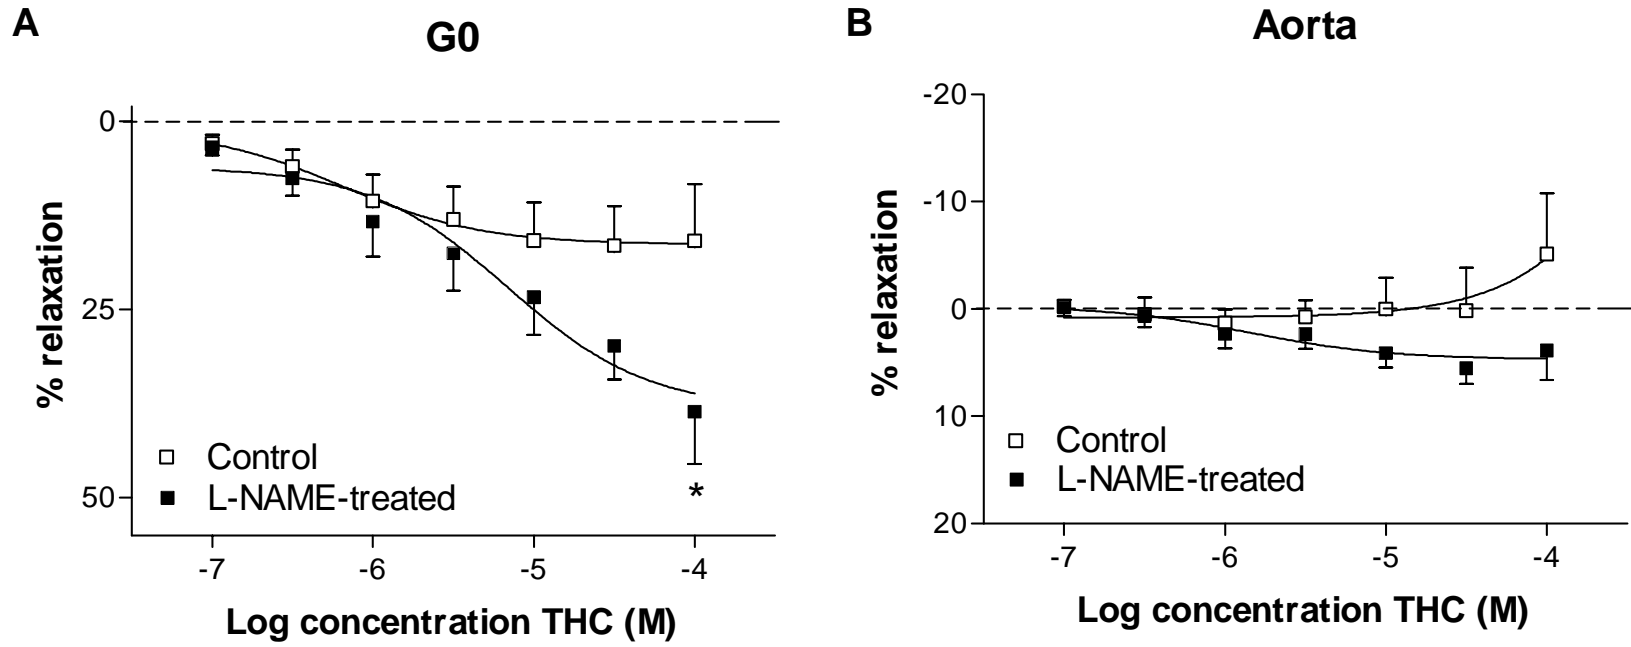 A
G0
0
25
50
% relaxation
Control
L-NAME-treated
*
-7
-6
-5
-4
Log concentration THC (M)
B
Aorta
-20
-10
0
10
20
% relaxation
Control
L-NAME-treated
-7
-6
-5
-4
Log concentration THC (M)